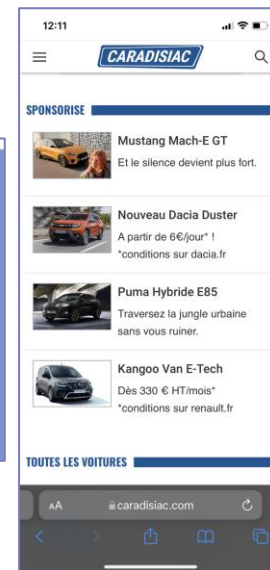 12:11
CARADISIAC
SPONSORISE
Mustang Mach-E GT
Et le silence devient plus fort.
Nouveau Dacia Duster
A partir de 6€/jour* !
*conditions sur dacia.fr
Puma Hybride E85
Traversez la jungle urbaine
sans vous ruiner.
Kangoo Van E-Tech
Dès 330 € HT/mois*
*conditions sur renault.fr
TOUTES LES VOITURES
AA
caradisiac.com